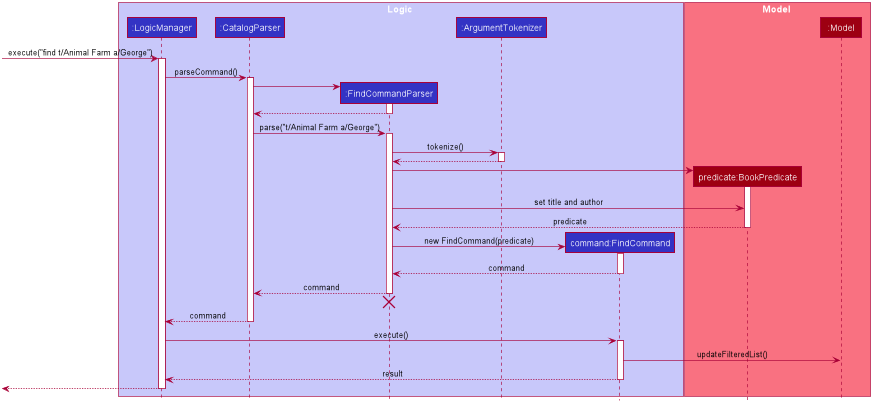 Logic
Model
:LogicManager
:CatalogParser
:ArgumentTokenizer
:Model
execute("find t/Animal Farm a/George")
parseCommand()
:FindCommandParser
parse("t/Animal Farm a/George")
tokenize()
predicate:BookPredicate
set title and author
predicate
new FindCommand(predicate)
command:FindCommand
command
command
command
execute()
updateFilteredList()
result